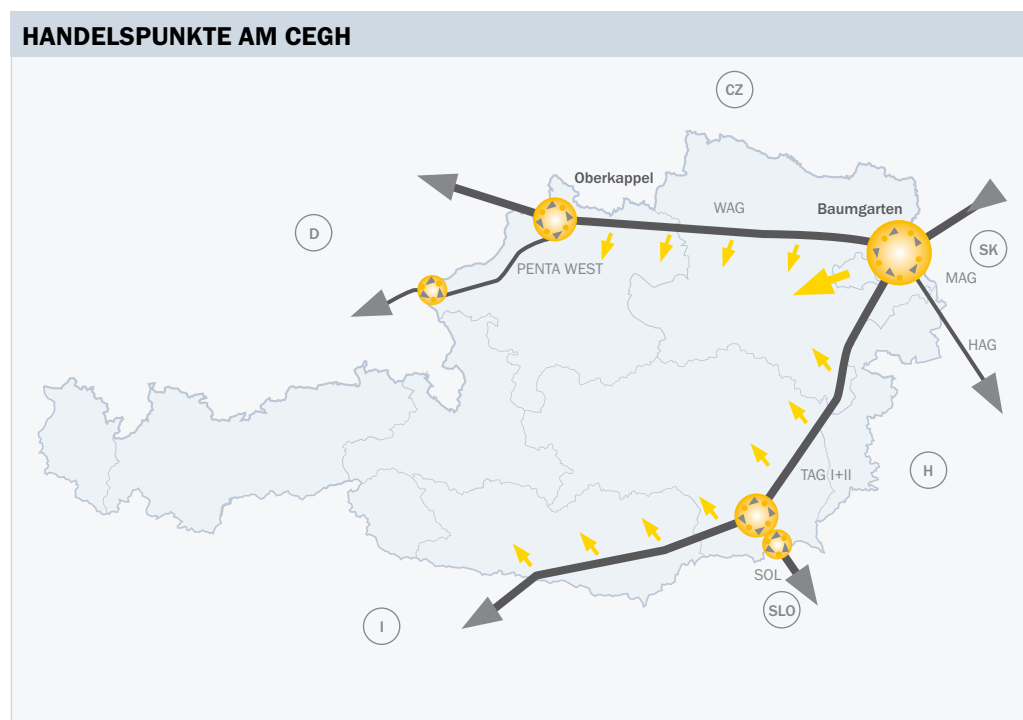 HANDELSPUNKTE AM CEGH
CZ
Oberkappel
WAG
Baumgarten
D
SK
PENTA WEST
MAG
HAG
H
TAG I+II
SOL
SLO
I